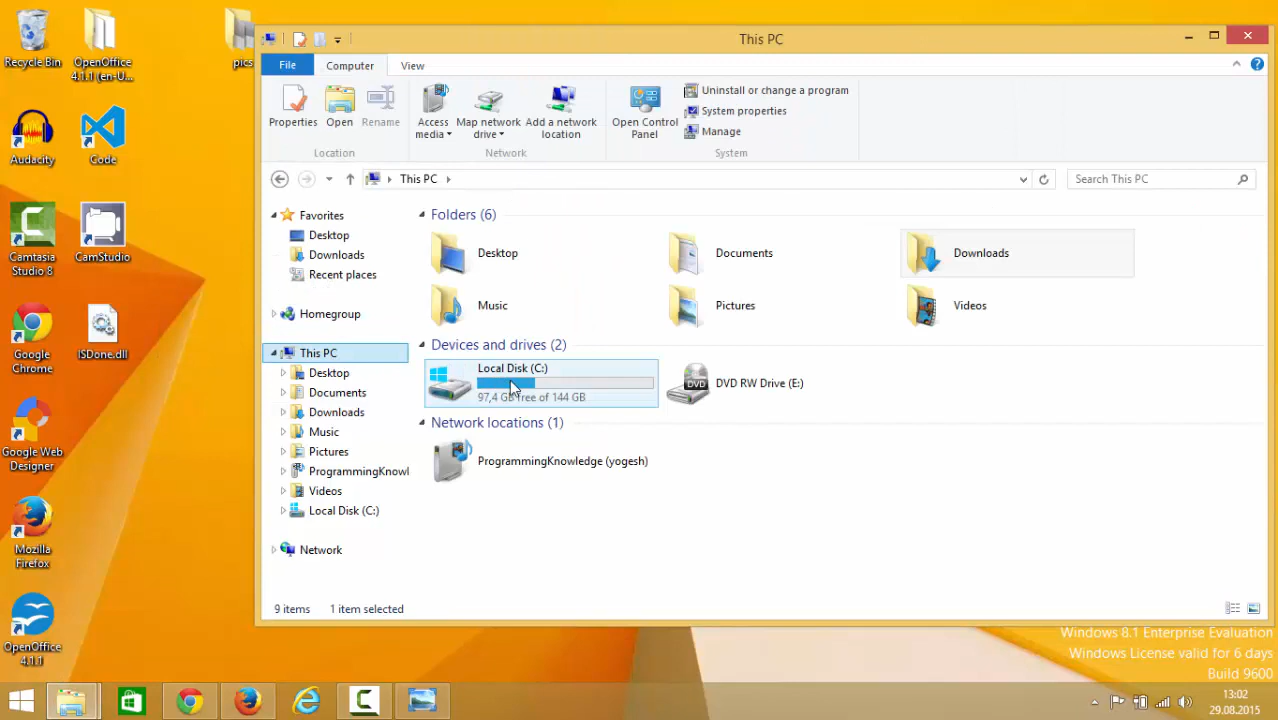 Recycle Bin
OpenOffice
4.1.1 (en-U...
pics
Audacity
Code
Camtasia
Studio 8
CamStudio
Google
Chrome
ISDone.dll
Google Web
Designer
Mozilla
Firefox
OpenOffice
4.1.1
This PC
File
Computer
View
Properties
Open
Rename
Access
media
Map network
drive
Add a network
location
Open Control
Panel
Uninstall or change a program
System properties
Manage
Location
Network
System
This PC
Search This PC
Favorites
Desktop
Downloads
Recent places
Homegroup
This PC
Desktop
Documents
Downloads
Music
Pictures
ProgrammingKnowl
Videos
Local Disk (C:)
Network
Folders (6)
Desktop
Documents
Downloads
Music
Pictures
Videos
Devices and drives (2)
Local Disk (C:)
97,4 GB free of 144 GB
DVD
DVD RW Drive (E:)
Network locations (1)
ProgrammingKnowledge (yogesh)
9 items
1 item selected
Windows 8.1 Enterprise Evaluation
Windows License valid for 6 days
Build 9600
13:02
29.08.2015